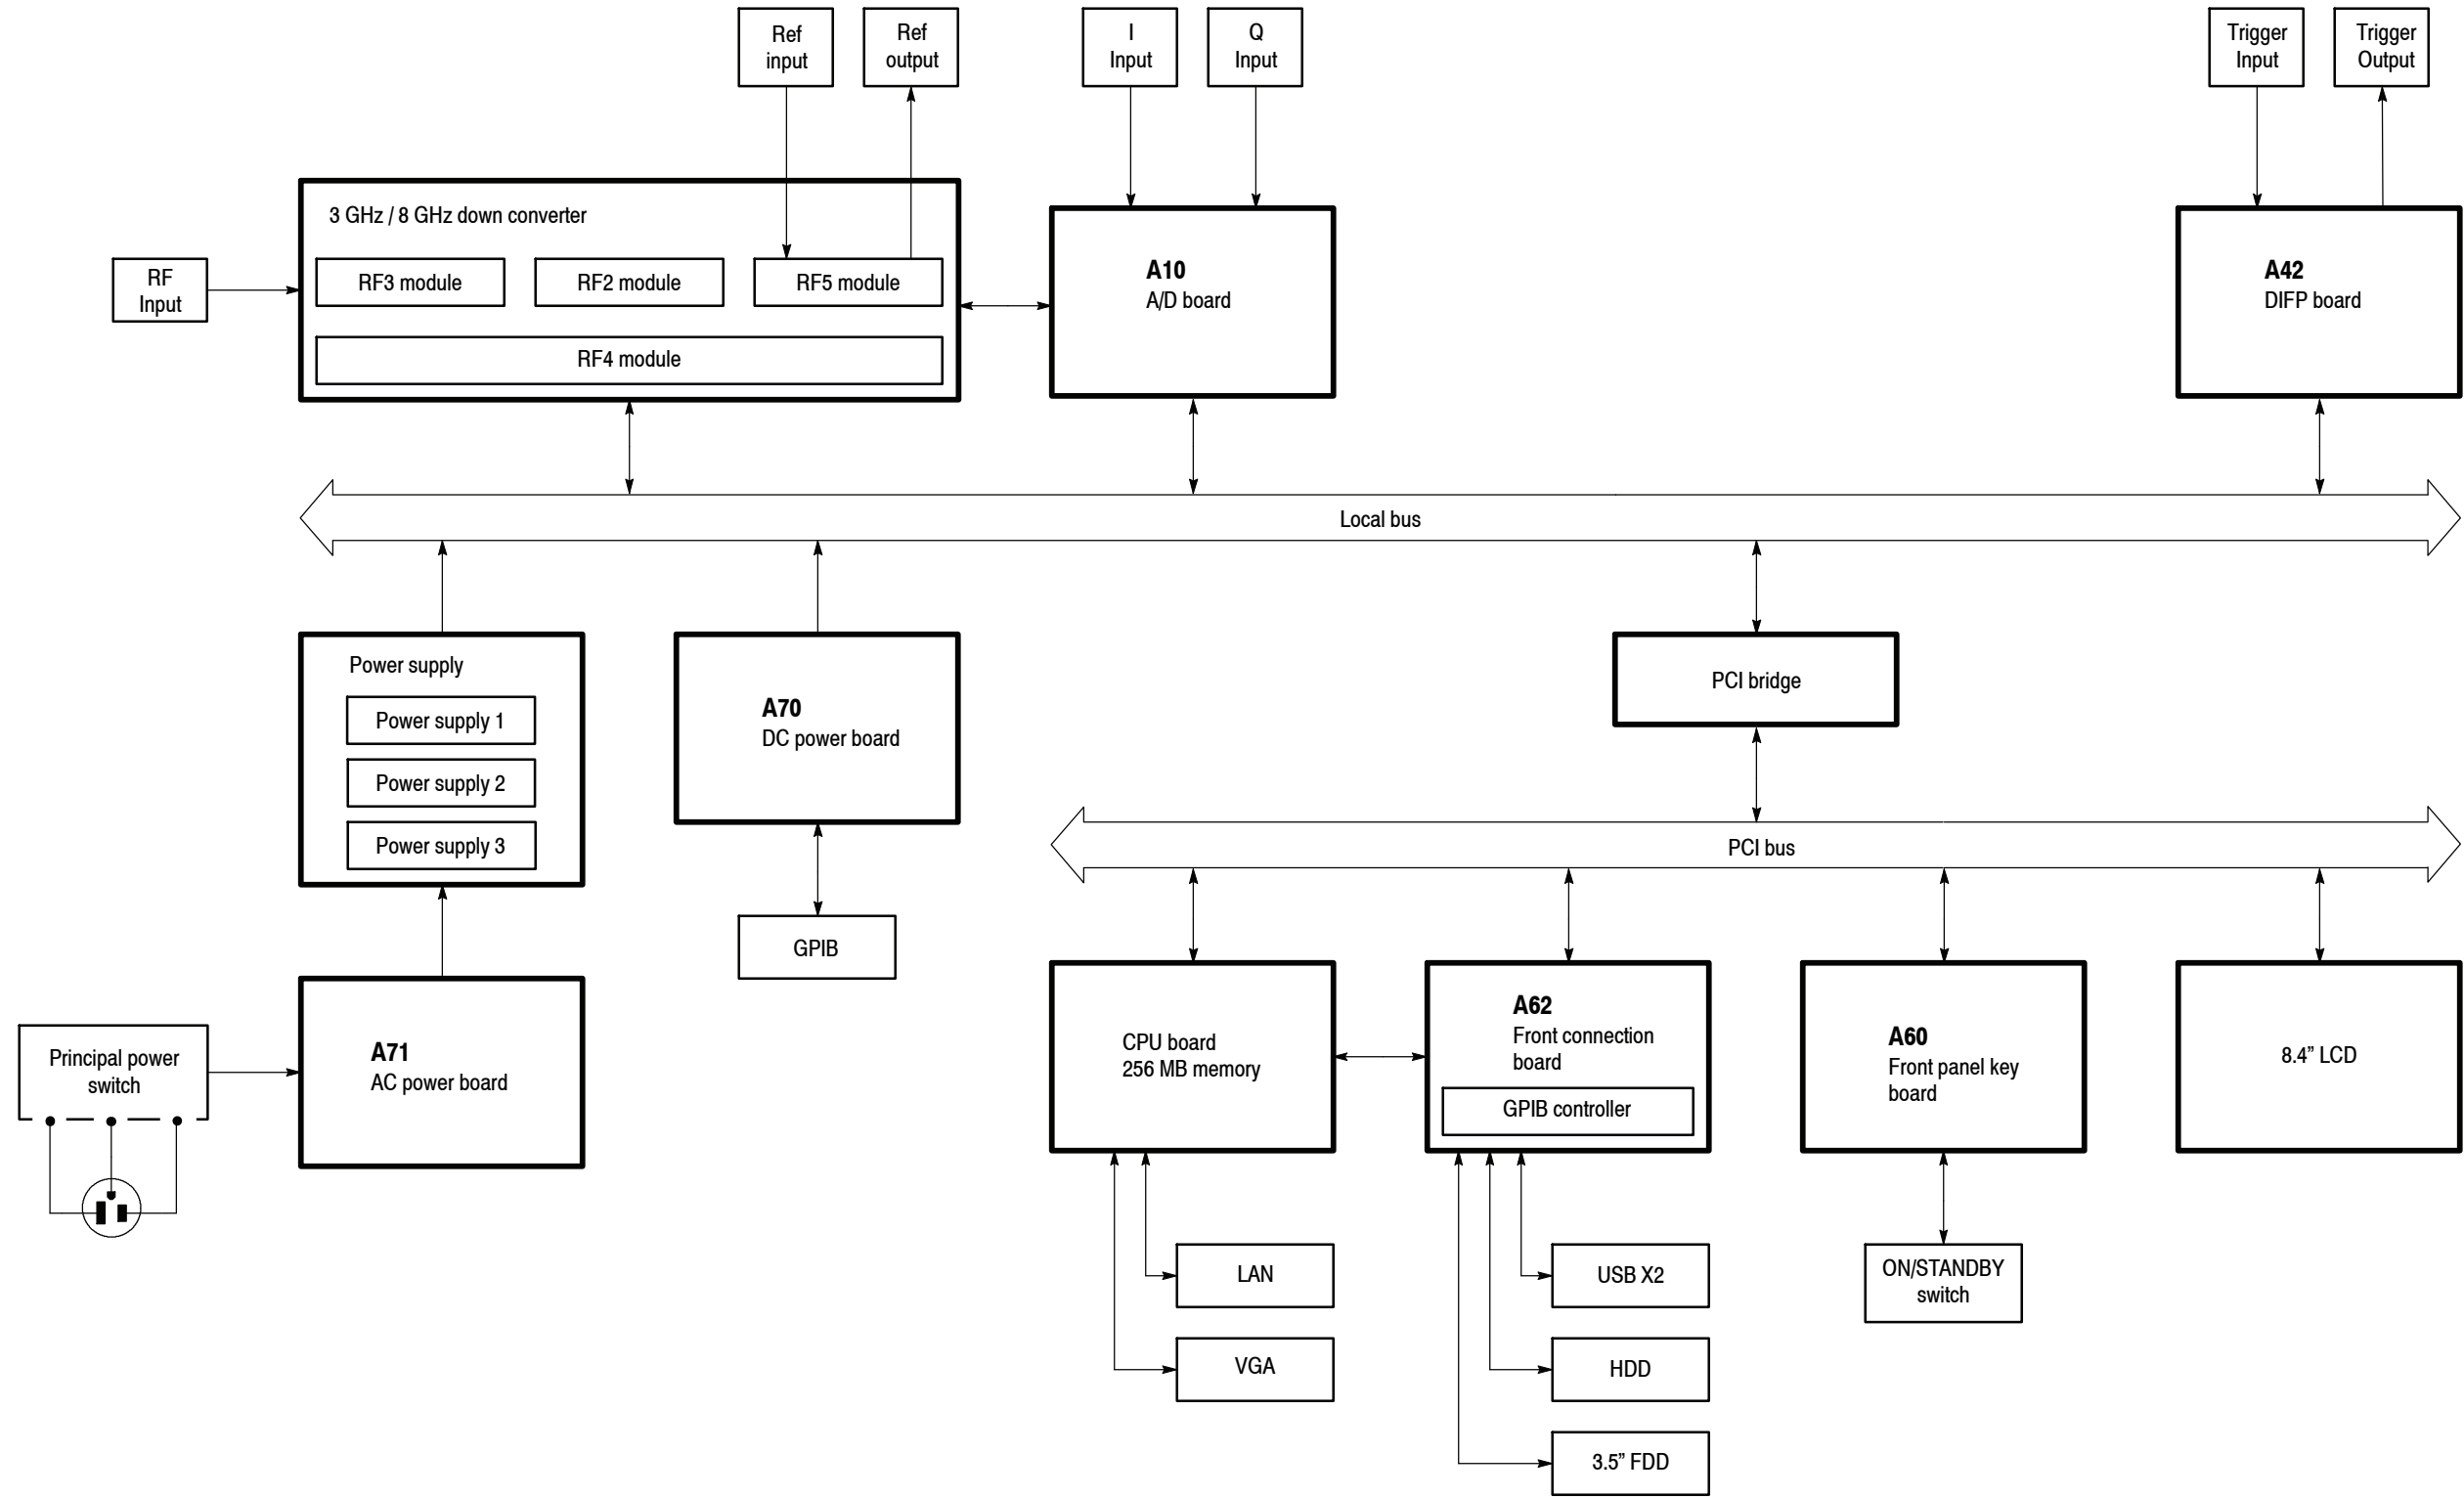 Ref
input
Ref
output
I
Input
Q
Input
Trigger
Input
Trigger
Output
3 GHz / 8 GHz down converter
RF
Input
RF3 module
RF2 module
RF5 module
RF4 module
A10
A/D board
A42
DIFP board
Local bus
Power supply
Power supply 1
Power supply 2
Power supply 3
A70
DC power board
PCI bridge
PCI bus
GPIB
Principal power
switch
A71
AC power board
CPU board
256 MB memory
A62
Front connection
board
GPIB controller
A60
Front panel key
board
8.4” LCD
LAN
VGA
USB X2
HDD
3.5” FDD
ON/STANDBY
switch